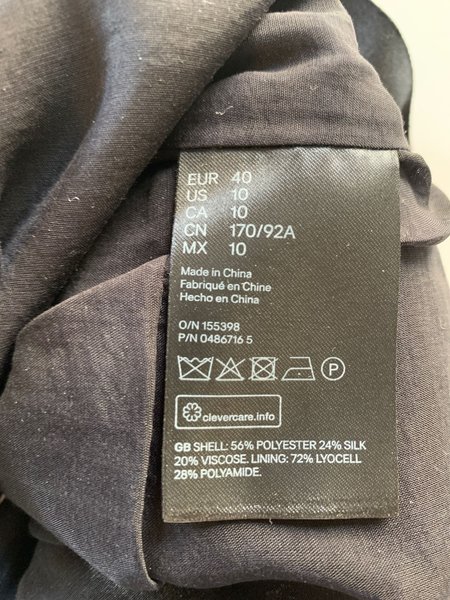 EUR 40
US 10
CA 10
CN 170/92A
MX 10
Made in China
Fabriqué en Chine
Hecho en China
O/N 155398
P/N 0486716 5
P
clevercare.info
GB SHELL: 56% POLYESTER 24% SILK
20% VISCOSE. LINING: 72% LYOCELL
28% POLYAMIDE.